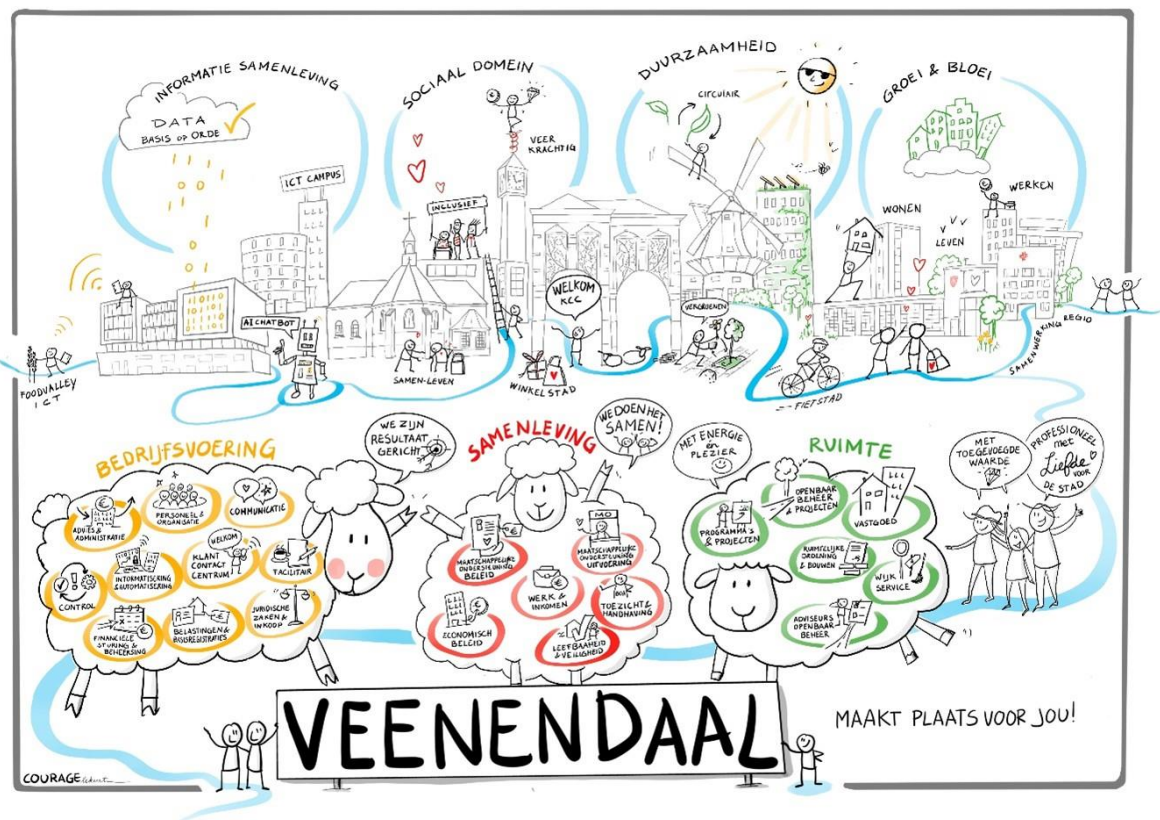 INFORMATIE SAMENLEVING
DATA
BASIS OP ORDE
ICT CAMPUS
AI CHATBOT
FOODVALLEY
ICT
SOCIAAL DOMEIN
VEER
KRACHTIG
INCLUSIEF
SAMEN-LEVEN
WINKELSTAD
WELKOM
KCC
DUURZAAMHEID
CIRCULAIR
VERGROENEN
FIETSTAD
GROEI & BLOEI
WERKEN
WONEN
LEVEN
SAMENWERKING REGIO
BEDRIJFSVOERING
WE ZIJN
RESULTAAT
GERICHT
ADVIES &
ADMINISTRATIE
PERSONEEL &
ORGANISATIE
COMMUNICATIE
CONTROL
INFORMATISERING
& AUTOMATISERING
WELKOM
KLANT
CONTACT
CENTRUM
FACILITAIR
FINANCIËLE
STURING &
BEHEERSING
BELASTINGEN &
BASISREGISTRATIES
JURIDISCHE
ZAKEN &
INKOOP
SAMENLEVING
WE DOEN HET
SAMEN!
MAATSCHAPPELIJKE
ONDERSTEUNING
BELEID
MO
MAATSCHAPPELIJKE
ONDERSTEUNING
UITVOERING
WERK &
INKOMEN
TOEZICHT &
HANDHAVING
ECONOMISCH
BELEID
LEEFBAARHEID
& VEILIGHEID
RUIMTE
MET ENERGIE
én
PLEZIER
PROGRAMMA'S
& PROJECTEN
OPENBAAR
BEHEER
& PROJECTEN
VASTGOED
RUIMTELIJKE
ORDENING
& BOUWEN
WIJK
SERVICE
ADVISEURS
OPENBAAR
BEHEER
MET
TOEGEVOEGDE
WAARDE
PROFESSIONEEL
met
Liefde VOOR
DE STAD
VEENENDAAL
MAAKT PLAATS VOOR JOU!
COURAGE